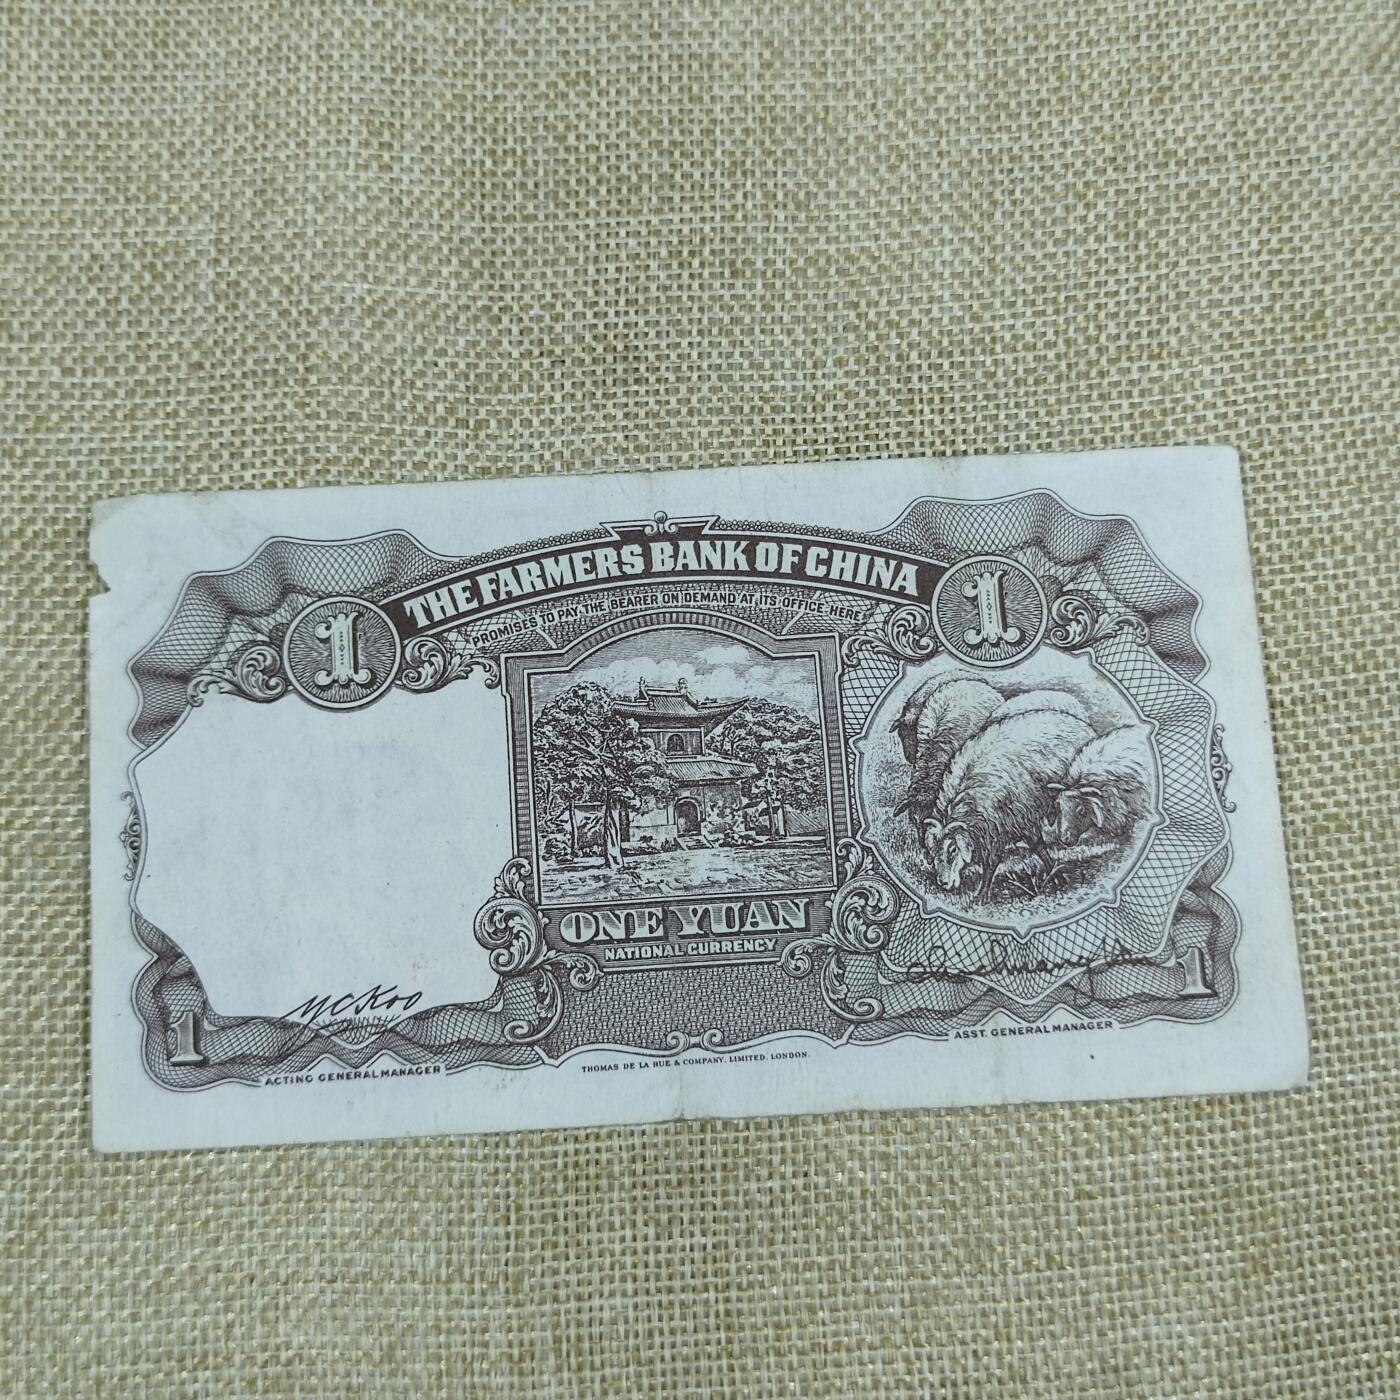 THE FARMERS BANK OF CHINA
PROMISES TO PAY THE BEARER ON DEMAND AT ITS OFFICE HERE
1
1
ONE YUAN
NATIONAL CURRENCY
Y C Koo
1
1
ACTING GENERAL MANAGER
THOMAS DE LA RUE & COMPANY, LIMITED, LONDON.
ASST. GENERAL MANAGER